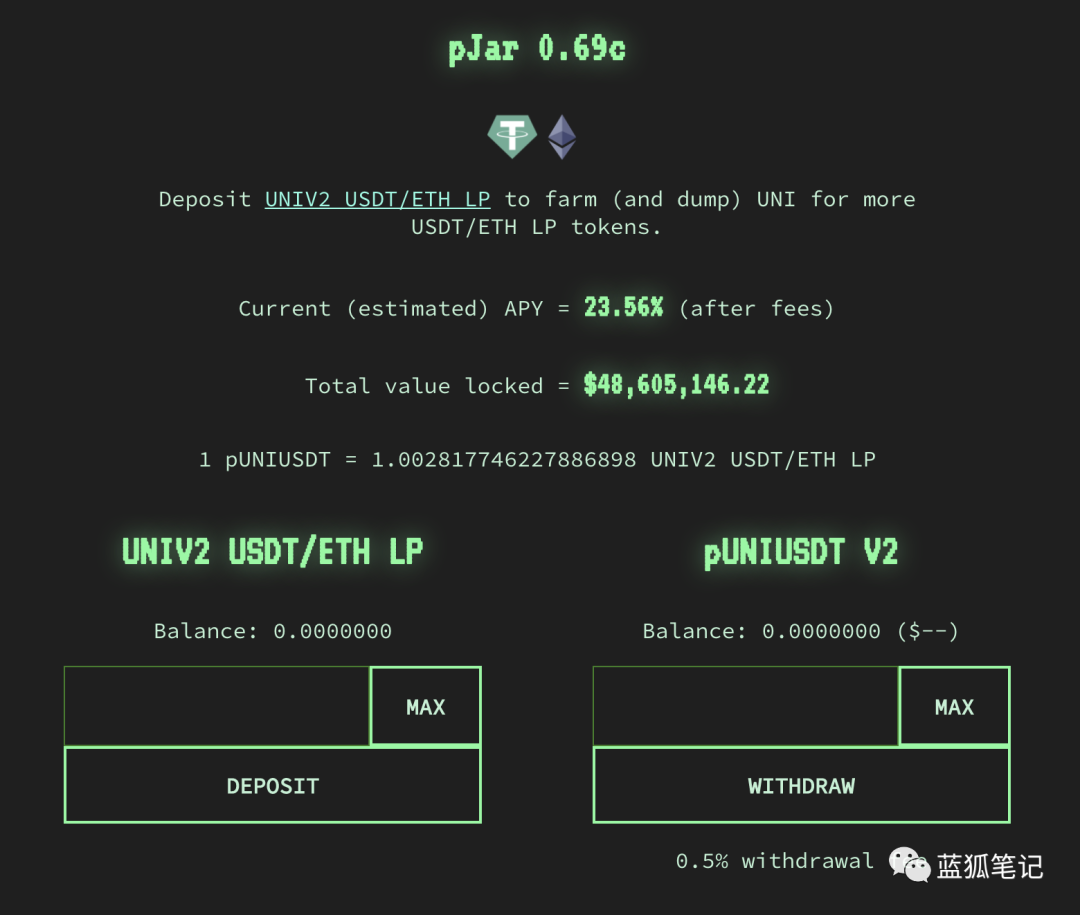 pJar 0.69c
Deposit UNIV2 USDT/ETH LP to farm (and dump) UNI for more
USDT/ETH LP tokens.
Current (estimated) APY = 23.56% (after fees)
Total value locked = $48,605,146.22
1 pUNIUSDT = 1.002817746227886898 UNIV2 USDT/ETH LP
UNIV2 USDT/ETH LP
Balance: 0.0000000
MAX
DEPOSIT
pUNIUSDT V2
Balance: 0.0000000 ($--)
MAX
WITHDRAW
0.5% withdrawal
蓝狐笔记